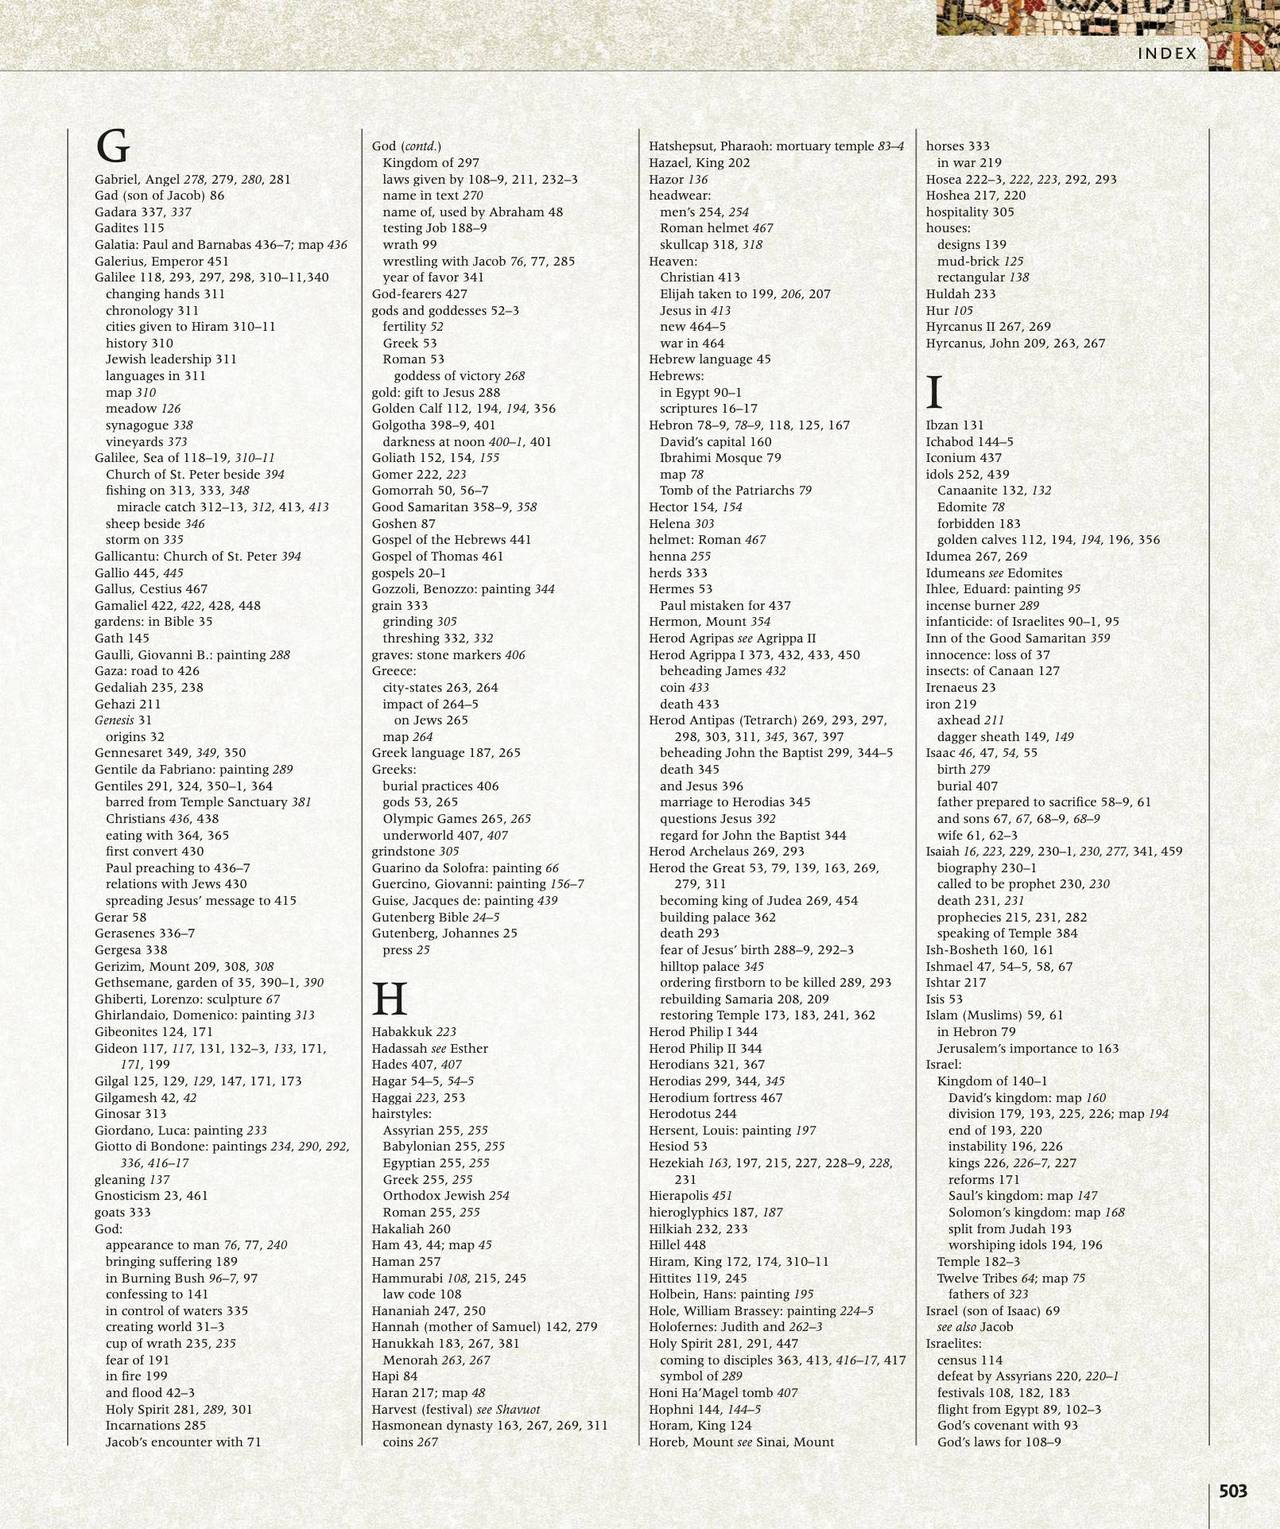 INDEX
G
Gabriel, Angel 278, 279, 280, 281
Gad (son of Jacob) 86
Gadara 337, 337
Gadites 115
Galatia: Paul and Barnabas 436–7; map 436
Galerius, Emperor 451
Galilee 118, 293, 297, 298, 310–11,340
changing hands 311
chronology 311
cities given to Hiram 310–11
history 310
Jewish leadership 311
languages in 311
map 310
meadow 126
synagogue 338
vineyards 373
Galilee, Sea of 118–19, 310–11
Church of St. Peter beside 394
fishing on 313, 333, 348
miracle catch 312–13, 312, 413, 413
sheep beside 346
storm on 335
Gallicantu: Church of St. Peter 394
Gallio 445, 445
Gallus, Cestius 467
Gamaliel 422, 422, 428, 448
gardens: in Bible 35
Gath 145
Gaulli, Giovanni B.: painting 288
Gaza: road to 426
Gedaliah 235, 238
Gehazi 211
Genesis 31
origins 32
Gennesaret 349, 349, 350
Gentile da Fabriano: painting 289
Gentiles 291, 324, 350–1, 364
barred from Temple Sanctuary 381
Christians 436, 438
eating with 364, 365
first convert 430
Paul preaching to 436–7
relations with Jews 430
spreading Jesus’ message to 415
Gerar 58
Gerasenes 336–7
Gergesa 338
Gerizim, Mount 209, 308, 308
Gethsemane, garden of 35, 390–1, 390
Ghiberti, Lorenzo: sculpture 67
Ghirlandaio, Domenico: painting 313
Gibeonites 124, 171
Gideon 117, 117, 131, 132–3, 133, 171,
171, 199
Gilgal 125, 129, 129, 147, 171, 173
Gilgamesh 42, 42
Ginosar 313
Giordano, Luca: painting 233
Giotto di Bondone: paintings 234, 290, 292,
336, 416–17
gleaning 137
Gnosticism 23, 461
goats 333
God:
appearance to man 76, 77, 240
bringing suffering 189
in Burning Bush 96–7, 97
confessing to 141
in control of waters 335
creating world 31–3
cup of wrath 235, 235
fear of 191
in fire 199
and flood 42–3
Holy Spirit 281, 289, 301
Incarnations 285
Jacob’s encounter with 71
God (contd.)
Kingdom of 297
laws given by 108–9, 211, 232–3
name in text 270
name of, used by Abraham 48
testing Job 188–9
wrath 99
wrestling with Jacob 76, 77, 285
year of favor 341
God-fearers 427
gods and goddesses 52–3
fertility 52
Greek 53
Roman 53
goddess of victory 268
gold: gift to Jesus 288
Golden Calf 112, 194, 194, 356
Golgotha 398–9, 401
darkness at noon 400–1, 401
Goliath 152, 154, 155
Gomer 222, 223
Gomorrah 50, 56–7
Good Samaritan 358–9, 358
Goshen 87
Gospel of the Hebrews 441
Gospel of Thomas 461
gospels 20–1
Gozzoli, Benozzo: painting 344
grain 333
grinding 305
threshing 332, 332
graves: stone markers 406
Greece:
city-states 263, 264
impact of 264–5
on Jews 265
map 264
Greek language 187, 265
Greeks:
burial practices 406
gods 53, 265
Olympic Games 265, 265
underworld 407, 407
grindstone 305
Guarino da Solofra: painting 66
Guercino, Giovanni: painting 156–7
Guise, Jacques de: painting 439
Gutenberg Bible 24–5
Gutenberg, Johannes 25
press 25
H
Habakkuk 223
Hadassah see Esther
Hades 407, 407
Hagar 54–5, 54–5
Haggai 223, 253
hairstyles:
Assyrian 255, 255
Babylonian 255, 255
Egyptian 255, 255
Greek 255, 255
Orthodox Jewish 254
Roman 255, 255
Hakaliah 260
Ham 43, 44; map 45
Haman 257
Hammurabi 108, 215, 245
law code 108
Hananiah 247, 250
Hannah (mother of Samuel) 142, 279
Hanukkah 183, 267, 381
Menorah 263, 267
Hapi 84
Haran 217; map 48
Harvest (festival) see Shavuot
Hasmonean dynasty 163, 267, 269, 311
coins 267
Hatshepsut, Pharaoh: mortuary temple 83–4
Hazael, King 202
Hazor 136
headwear:
men’s 254, 254
Roman helmet 467
skullcap 318, 318
Heaven:
Christian 413
Elijah taken to 199, 206, 207
Jesus in 413
new 464–5
war in 464
Hebrew language 45
Hebrews:
in Egypt 90–1
scriptures 16–17
Hebron 78–9, 78–9, 118, 125, 167
David’s capital 160
Ibrahimi Mosque 79
map 78
Tomb of the Patriarchs 79
Hector 154, 154
Helena 303
helmet: Roman 467
henna 255
herds 333
Hermes 53
Paul mistaken for 437
Hermon, Mount 354
Herod Agripas see Agrippa II
Herod Agrippa I 373, 432, 433, 450
beheading James 432
coin 433
death 433
Herod Antipas (Tetrarch) 269, 293, 297,
298, 303, 311, 345, 367, 397
beheading John the Baptist 299, 344–5
death 345
and Jesus 396
marriage to Herodias 345
questions Jesus 392
regard for John the Baptist 344
Herod Archelaus 269, 293
Herod the Great 53, 79, 139, 163, 269,
279, 311
becoming king of Judea 269, 454
building palace 362
death 293
fear of Jesus’ birth 288–9, 292–3
hilltop palace 345
ordering firstborn to be killed 289, 293
rebuilding Samaria 208, 209
restoring Temple 173, 183, 241, 362
Herod Philip I 344
Herod Philip II 344
Herodians 321, 367
Herodias 299, 344, 345
Herodium fortress 467
Herodotus 244
Hersent, Louis: painting 197
Hesiod 53
Hezekiah 163, 197, 215, 227, 228–9, 228,
231
Hierapolis 451
hieroglyphics 187, 187
Hilkiah 232, 233
Hillel 448
Hiram, King 172, 174, 310–11
Hittites 119, 245
Holbein, Hans: painting 195
Hole, William Brassey: painting 224–5
Holofernes: Judith and 262–3
Holy Spirit 281, 291, 447
coming to disciples 363, 413, 416–17, 417
symbol of 289
Honi Ha’Magel tomb 407
Hophni 144, 144–5
Horam, King 124
Horeb, Mount see Sinai, Mount
horses 333
in war 219
Hosea 222–3, 222, 223, 292, 293
Hoshea 217, 220
hospitality 305
houses:
designs 139
mud-brick 125
rectangular 138
Huldah 233
Hur 105
Hyrcanus II 267, 269
Hyrcanus, John 209, 263, 267
I
Ibzan 131
Ichabod 144–5
Iconium 437
idols 252, 439
Canaanite 132, 132
Edomite 78
forbidden 183
golden calves 112, 194, 194, 196, 356
Idumea 267, 269
Idumeans see Edomites
Ihlee, Eduard: painting 95
incense burner 289
infanticide: of Israelites 90–1, 95
Inn of the Good Samaritan 359
innocence: loss of 37
insects: of Canaan 127
Irenaeus 23
iron 219
axhead 211
dagger sheath 149, 149
Isaac 46, 47, 54, 55
birth 279
burial 407
father prepared to sacrifice 58–9, 61
and sons 67, 67, 68–9, 68–9
wife 61, 62–3
Isaiah 16, 223, 229, 230–1, 230, 277, 341, 459
biography 230–1
called to be prophet 230, 230
death 231, 231
prophecies 215, 231, 282
speaking of Temple 384
Ish-Bosheth 160, 161
Ishmael 47, 54–5, 58, 67
Ishtar 217
Isis 53
Islam (Muslims) 59, 61
in Hebron 79
Jerusalem’s importance to 163
Israel:
Kingdom of 140–1
David’s kingdom: map 160
division 179, 193, 225, 226; map 194
end of 193, 220
instability 196, 226
kings 226, 226–7, 227
reforms 171
Saul’s kingdom: map 147
Solomon’s kingdom: map 168
split from Judah 193
worshiping idols 194, 196
Temple 182–3
Twelve Tribes 64; map 75
fathers of 323
Israel (son of Isaac) 69
see also Jacob
Israelites:
census 114
defeat by Assyrians 220, 220–1
festivals 108, 182, 183
flight from Egypt 89, 102–3
God’s covenant with 93
God’s laws for 108–9
503